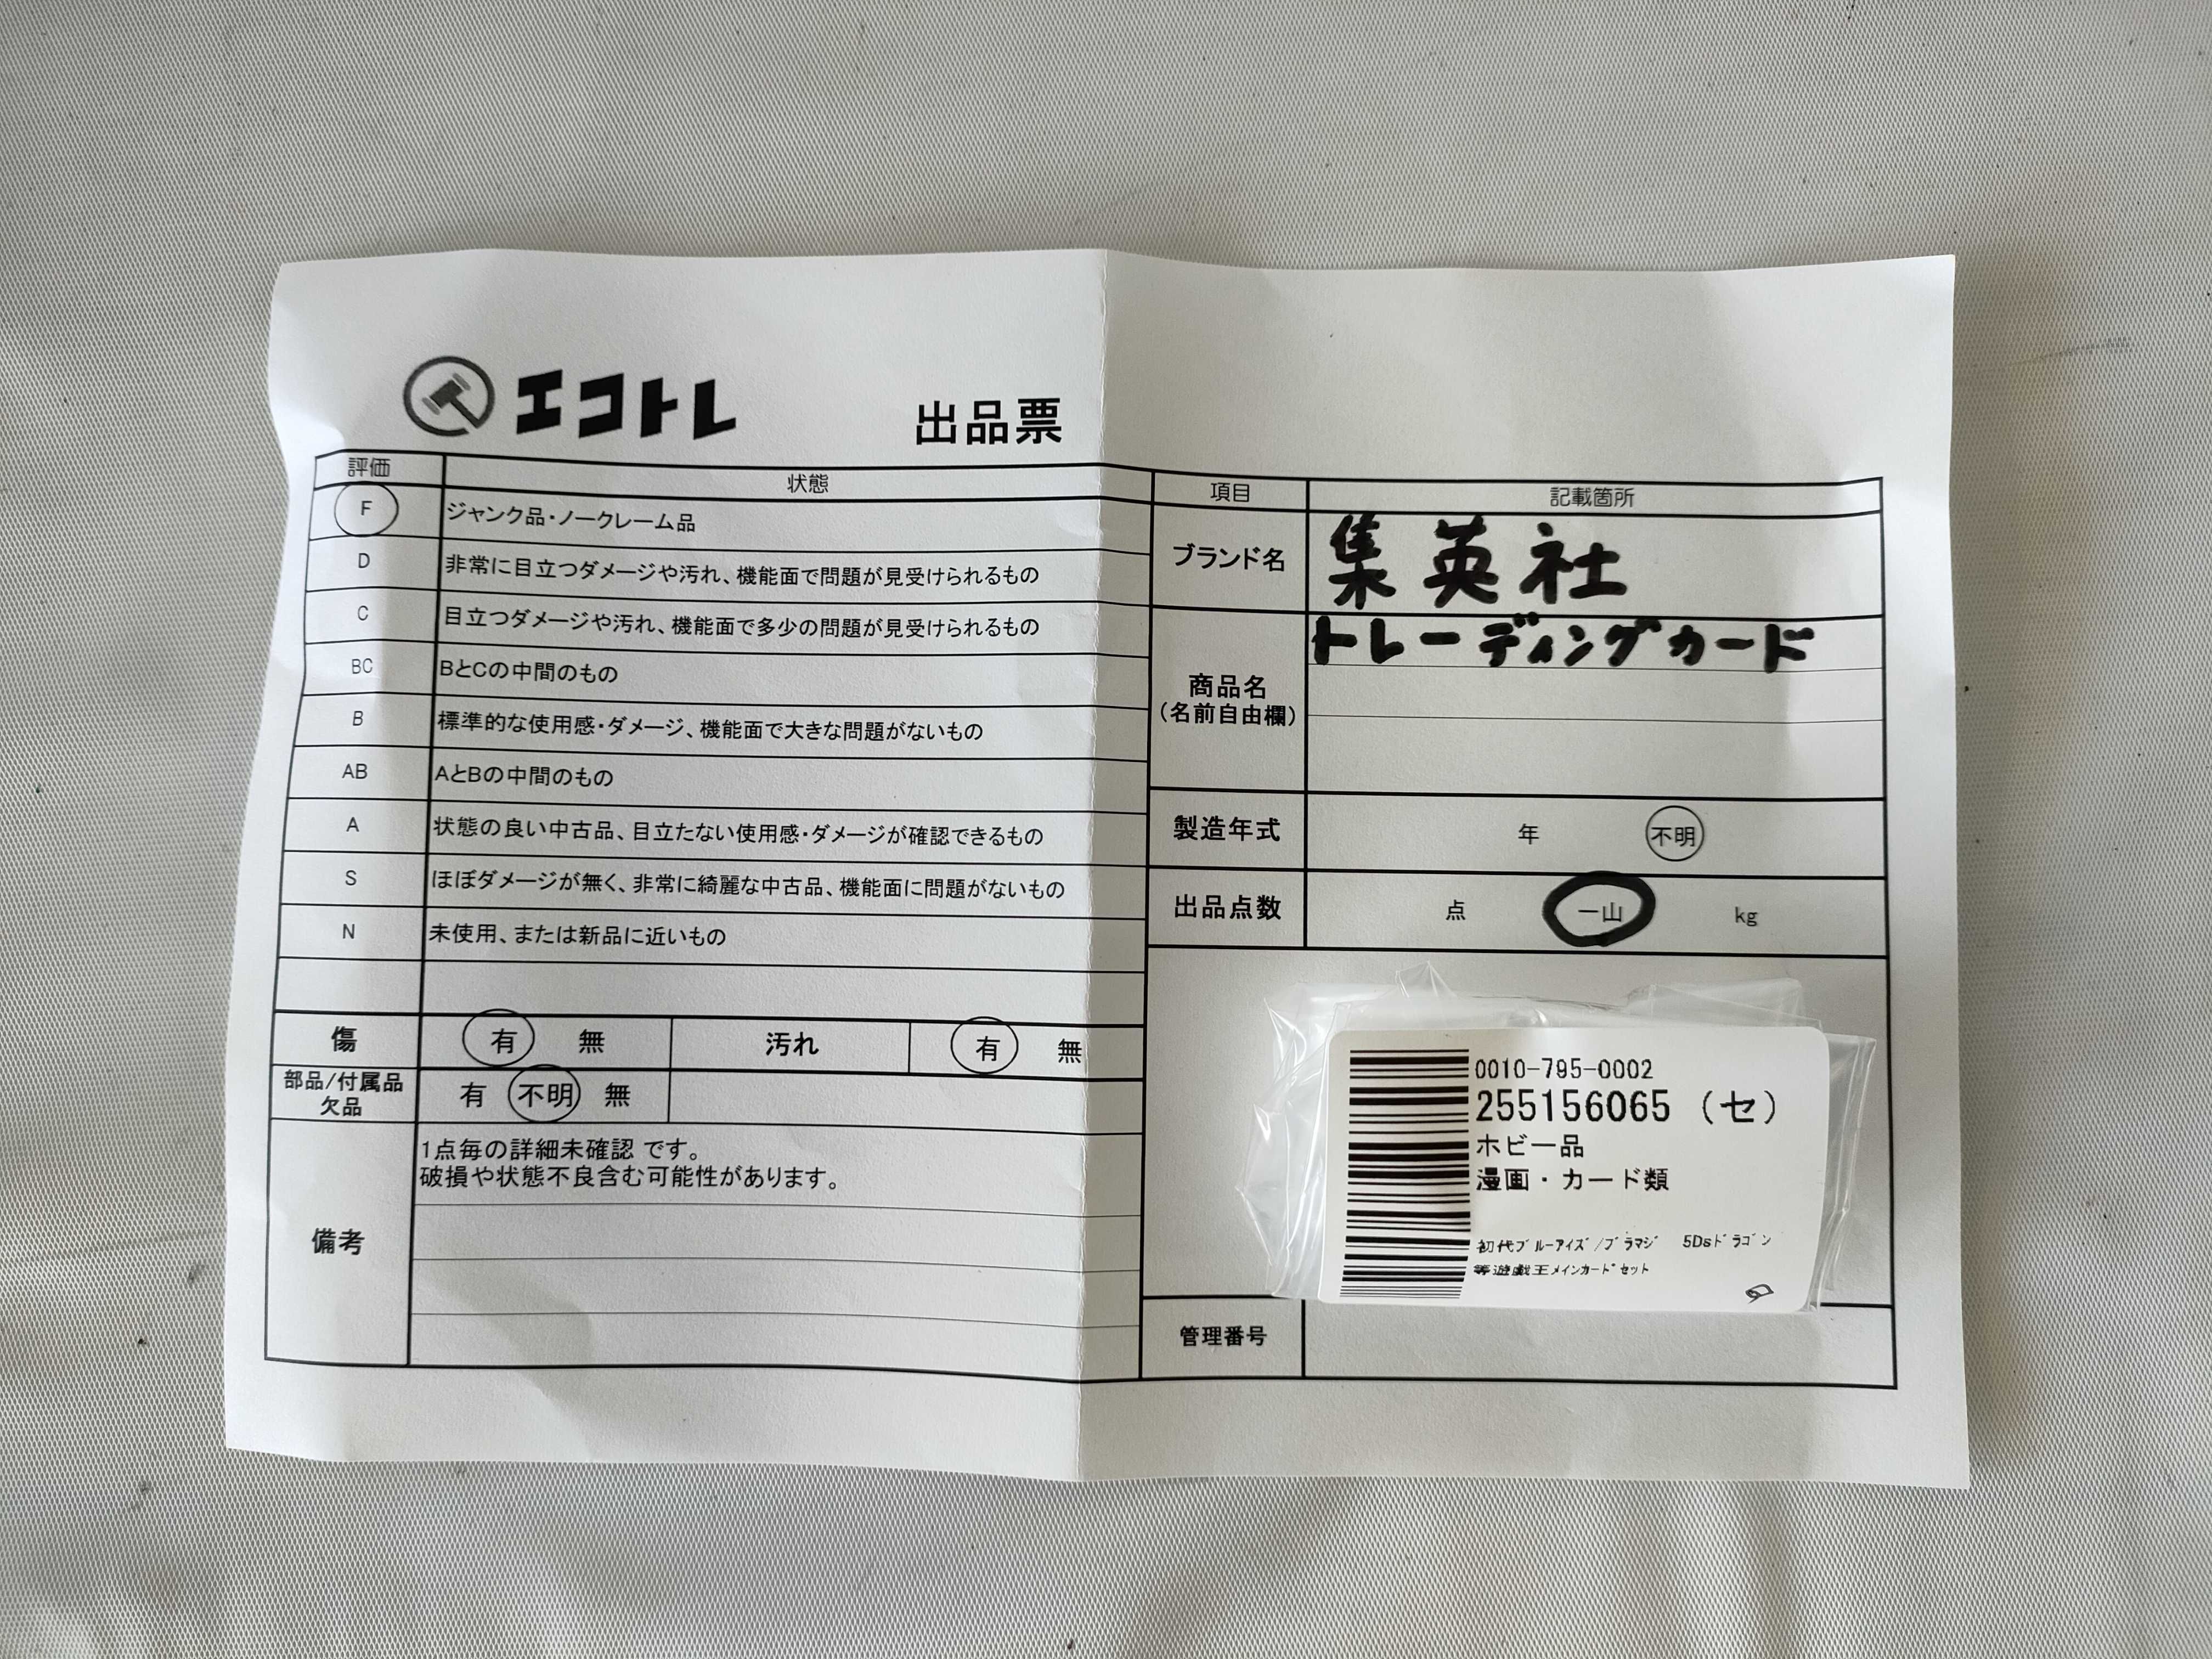 エコトレ 出品票
評価 状態
F ジャンク品・ノークレーム品
D 非常に目立つダメージや汚れ、機能面で問題が見受けられるもの
C 目立つダメージや汚れ、機能面で多少の問題が見受けられるもの
BC BとCの中間のもの
B 標準的な使用感・ダメージ、機能面で大きな問題がないもの
AB AとBの中間のもの
A 状態の良い中古品、目立たない使用感・ダメージが確認できるもの
S ほぼダメージが無く、非常に綺麗な中古品、機能面に問題がないもの
N 未使用、または新品に近いもの
傷 有 無 汚れ 有 無
部品/付属品
欠品
有 不明 無
備考
1点毎の詳細未確認 です。
破損や状態不良含む可能性があります。
項目 記載箇所
ブランド名 集英社
商品名
（名前自由欄）
トレーディングカード
製造年式 年 不明
出品点数 点 一山 kg
0010-795-0002
255156065 (セ)
ホビー品
漫画・カード類
初代ブルーアイズ/ブラマジ 5Dsドラゴン
等遊戯王メインカードセット
管理番号